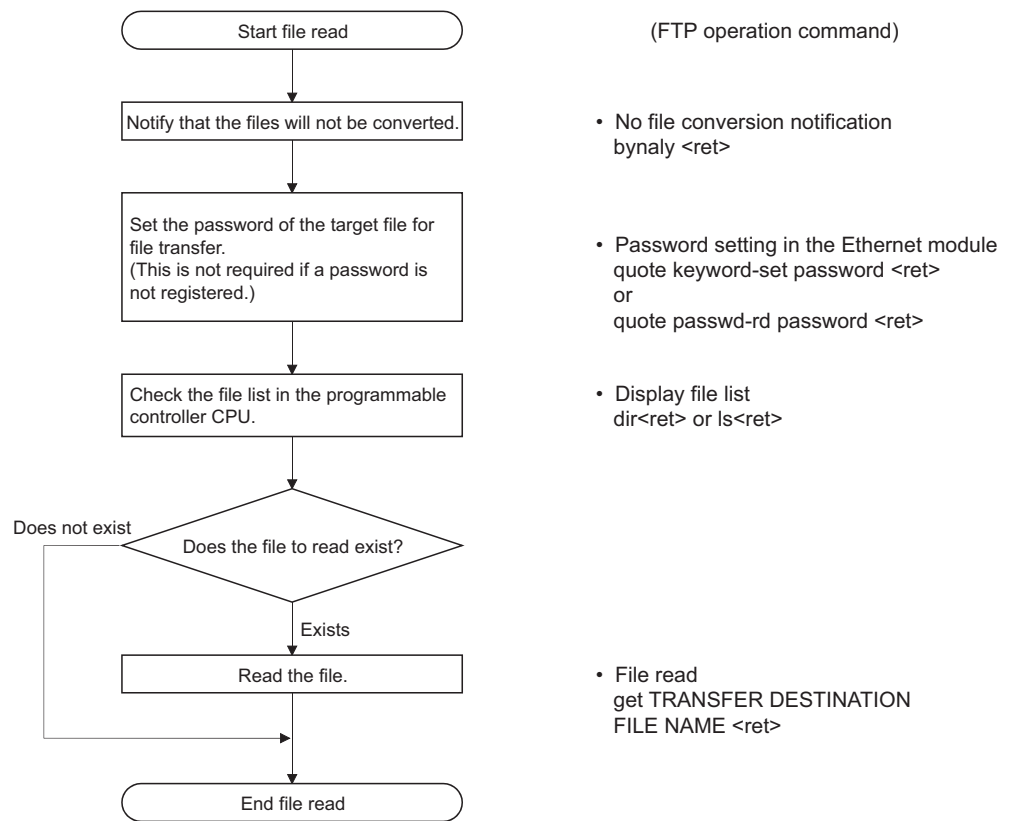 Start file read
(FTP operation command)
Notify that the files will not be converted.
• No file conversion notification
bynaly <ret>
Set the password of the target file for
file transfer.
(This is not required if a password is
not registered.)
• Password setting in the Ethernet module
quote keyword-set password <ret>
or
quote passwd-rd password <ret>
Check the file list in the programmable
controller CPU.
• Display file list
dir<ret> or ls<ret>
Does not exist
Does the file to read exist?
Exists
Read the file.
• File read
get TRANSFER DESTINATION
FILE NAME <ret>
End file read